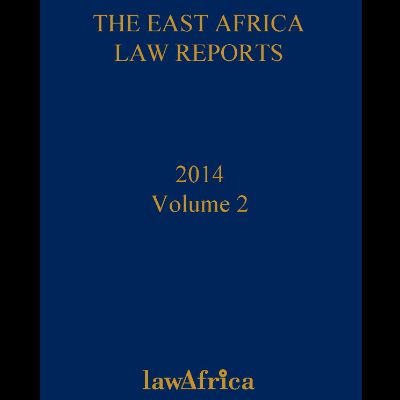 THE EAST AFRICA
LAW REPORTS
2014
Volume 2
lawAfrica